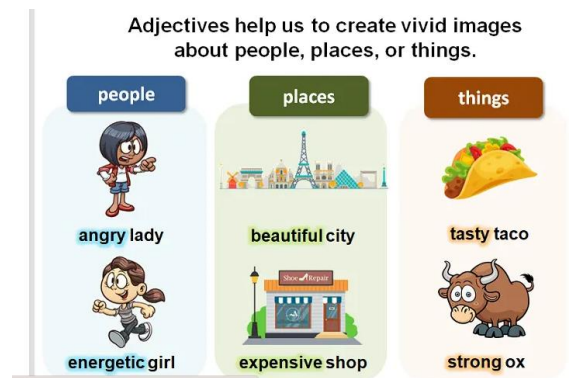 Adjectives help us to create vivid images
about people, places, or things.
people
places
things
angry lady
beautiful city
tasty taco
Shoe Repair
energetic girl
expensive shop
strong ox